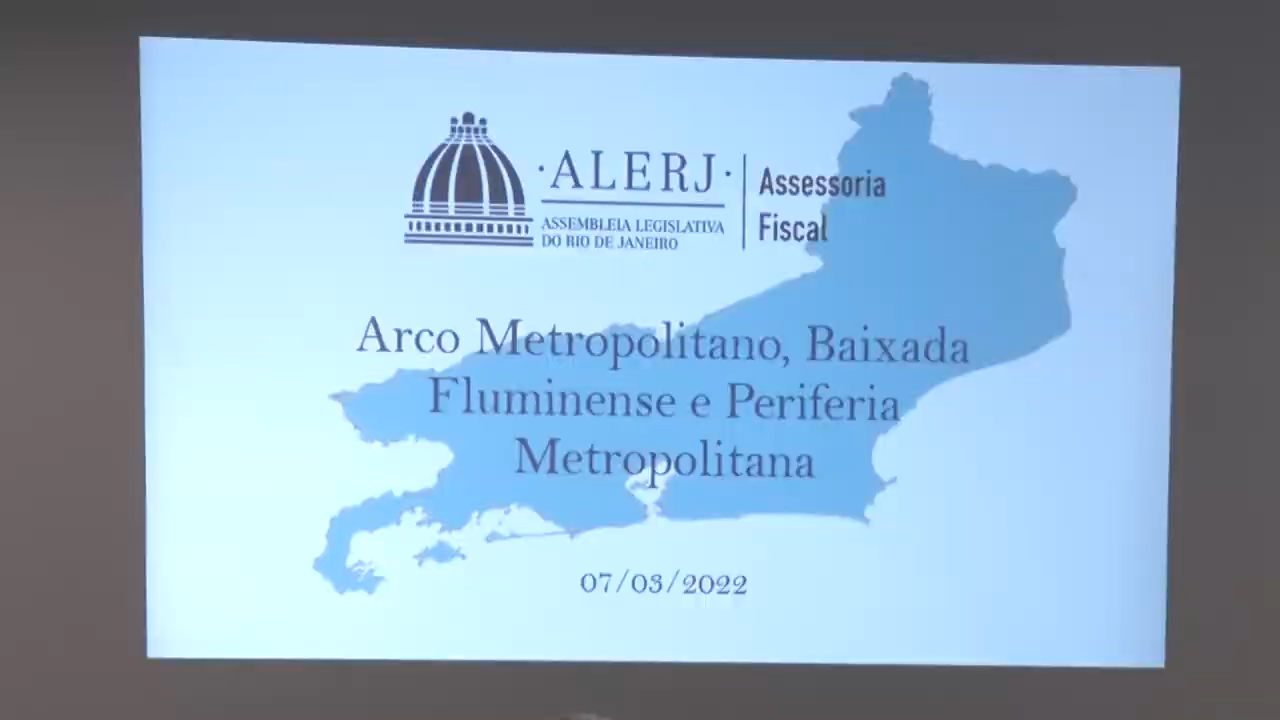 ·ALERJ·
ASSEMBLEIA LEGISLATIVA
DO RIO DE JANEIRO
Assessoria
Fiscal
Arco Metropolitano, Baixada
Fluminense e Periferia
Metropolitana
07/03/2022